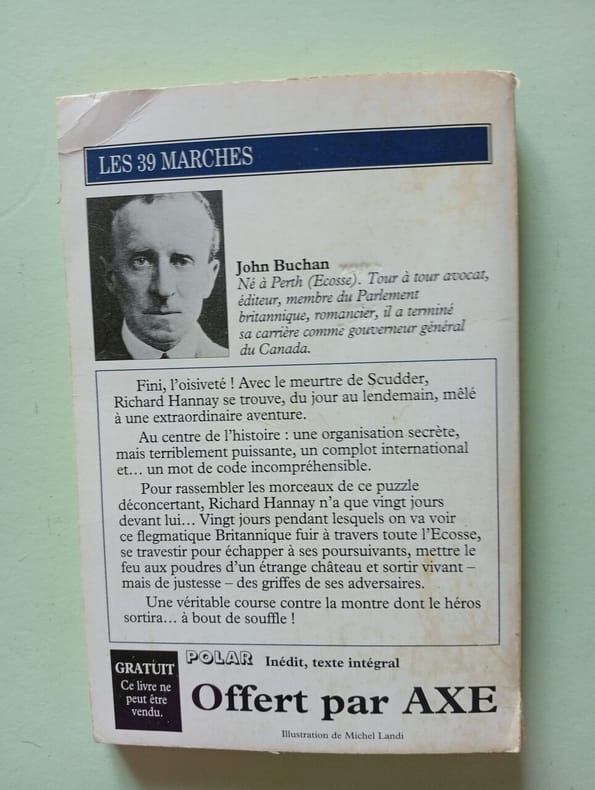 LES 39 MARCHES
John Buchan
Né à Perth (Ecosse). Tour à tour avocat,
éditeur, membre du Parlement
britannique, romancier, il a terminé
sa carrière comme gouverneur général
du Canada.
Fini, l'oisiveté ! Avec le meurtre de Scudder,
Richard Hannay se trouve, du jour au lendemain, mêlé
à une extraordinaire aventure.
Au centre de l'histoire : une organisation secrète,
mais terriblement puissante, un complot international
et... un mot de code incompréhensible.
Pour rassembler les morceaux de ce puzzle
déconcertant, Richard Hannay n'a que vingt jours
devant lui... Vingt jours pendant lesquels on va voir
ce flegmatique Britannique fuir à travers toute l'Ecosse,
se travestir pour échapper à ses poursuivants, mettre le
feu aux poudres d'un étrange château et sortir vivant –
mais de justesse – des griffes de ses adversaires.
Une véritable course contre la montre dont le héros
sortira... à bout de souffle !
GRATUIT
Ce livre ne
peut être
vendu.
POLAR Inédit, texte intégral
Offert par AXE
Illustration de Michel Landi